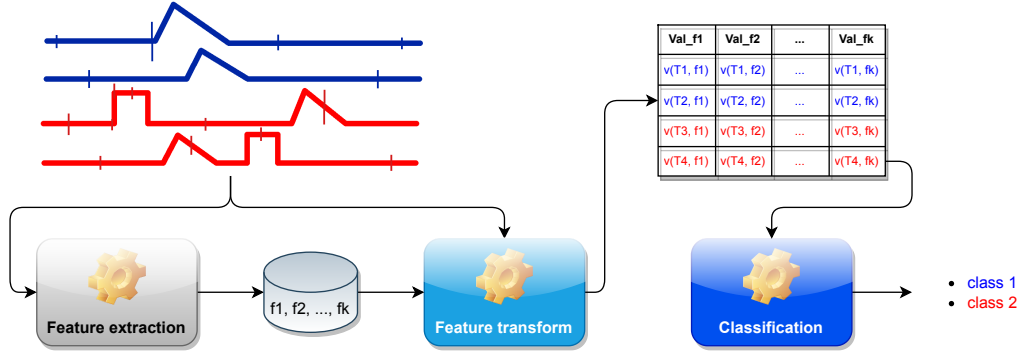 Val_f1 Val_f2 ... Val_fk
v(T1, f1) v(T1, f2) ... v(T1, fk)
v(T2, f1) v(T2, f2) ... v(T2, fk)
v(T3, f1) v(T3, f2) ... v(T3, fk)
v(T4, f1) v(T4, f2) ... v(T4, fk)
Feature extraction
f1, f2, ..., fk
Feature transform
Classification
• class 1
• class 2